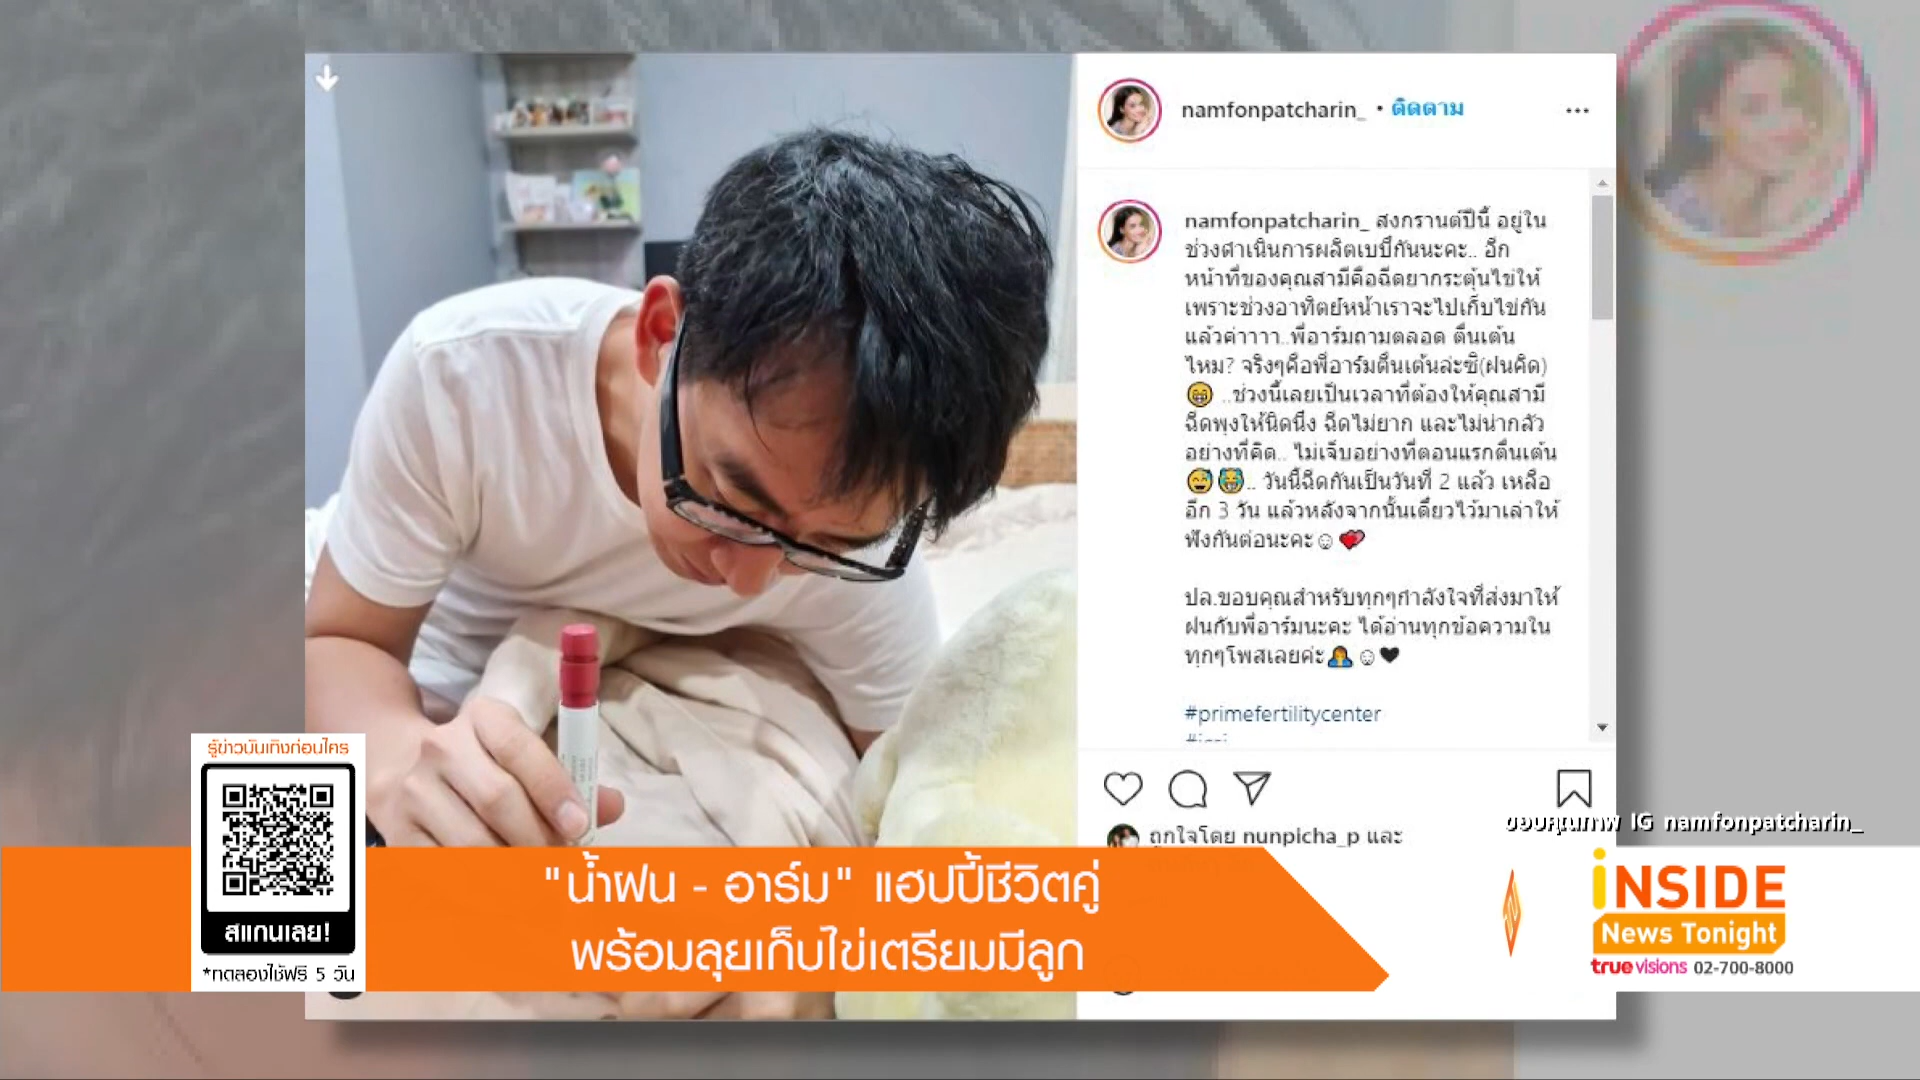 namfonpatcharin_ • ติดตาม
namfonpatcharin_ สงกรานต์ปีนี้ อยู่ใน
ช่วงดำเนินการผลิตเบบี๋กันนะคะ.. อีก
หน้าที่ของคุณสามีคือฉีดยากระตุ้นไข่ให้
เพราะช่วงอาทิตย์หน้าเราจะไปเก็บไข่กัน
แล้วค่าาาา..พี่อาร์มถามตลอด ตื่นเต้น
ไหม? จริงๆคือพี่อาร์มตื่นเต้นล่ะซิ(ฝนคิด)
😁 ..ช่วงนี้เลยเป็นเวลาที่ต้องให้คุณสามี
ฉีดพุงให้นิดนึง ฉีดไม่ยาก และไม่น่ากลัว
อย่างที่คิด.. ไม่เจ็บอย่างที่ตอนแรกตื่นเต้น
😅😭.. วันนี้ฉีดกันเป็นวันที่ 2 แล้ว เหลือ
อีก 3 วัน แล้วหลังจากนั้นเดี๋ยวไว้มาเล่าให้
ฟังกันต่อนะคะ☺💕
ปล.ขอบคุณสำหรับทุกๆกำลังใจที่ส่งมาให้
ฝนกับพี่อาร์มนะคะ ได้อ่านทุกข้อความใน
ทุกๆโพสเลยค่ะ🙏☺🖤
#primefertilitycenter
ถูกใจโดย nunpicha_p และ
ขอบคุณภาพ IG namfonpatcharin_
รู้ข่าวบันเทิงก่อนใคร
สแกนเลย!
*ทดลองใช้ฟรี 5 วัน
"น้ำฝน - อาร์ม" แฮปปี้ชีวิตคู่
พร้อมลุยเก็บไข่เตรียมมีลูก
iNSIDE
News Tonight
truevisions 02-700-8000